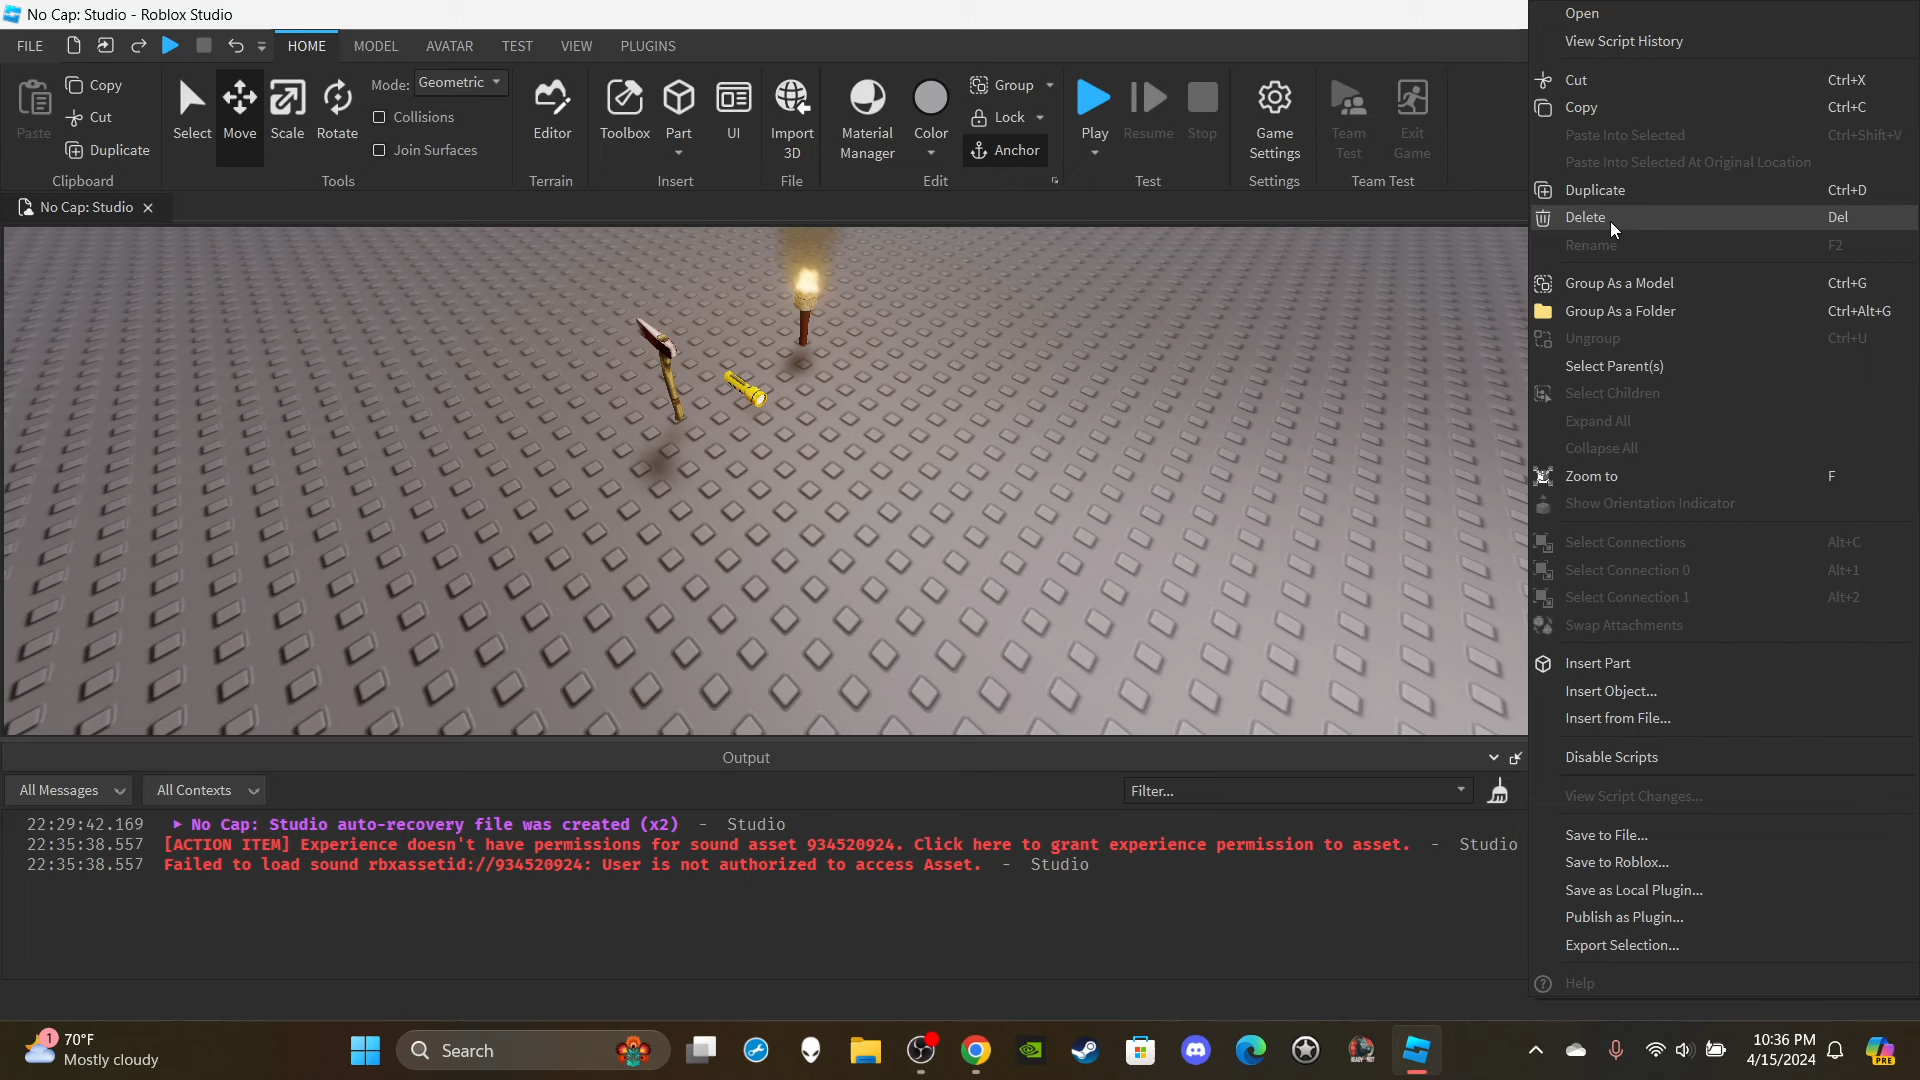 No Cap: Studio - Roblox Studio
FILE HOME MODEL AVATAR TEST VIEW PLUGINS
Paste
Copy
Cut
Duplicate
Clipboard
Select Move Scale Rotate
Mode: Geometric
Collisions
Join Surfaces
Tools
Editor
Terrain
Toolbox Part UI
Insert
Import 3D
File
Material Manager
Color
Group
Lock
Anchor
Edit
Play Resume Stop
Test
Game Settings
Settings
Team Test
Exit Game
Team Test
No Cap: Studio
Open
View Script History
Cut Ctrl+X
Copy Ctrl+C
Paste Into Selected Ctrl+Shift+V
Paste Into Selected At Original Location
Duplicate Ctrl+D
Delete Del
Rename F2
Group As a Model Ctrl+G
Group As a Folder Ctrl+Alt+G
Ungroup Ctrl+U
Select Parent(s)
Select Children
Expand All
Collapse All
Zoom to F
Show Orientation Indicator
Select Connections Alt+C
Select Connection 0 Alt+1
Select Connection 1 Alt+2
Swap Attachments
Insert Part
Insert Object...
Insert from File...
Disable Scripts
View Script Changes...
Save to File...
Save to Roblox...
Save as Local Plugin...
Publish as Plugin...
Export Selection...
Help
Output
All Messages All Contexts Filter...
22:29:42.169 ▶ No Cap: Studio auto-recovery file was created (x2) - Studio
22:35:38.557 [ACTION ITEM] Experience doesn't have permissions for sound asset 934520924. Click here to grant experience permission to asset. - Studio
22:35:38.557 Failed to load sound rbxassetid://934520924: User is not authorized to access Asset. - Studio
1
70°F
Mostly cloudy
Search
10:36 PM
4/15/2024
PRE